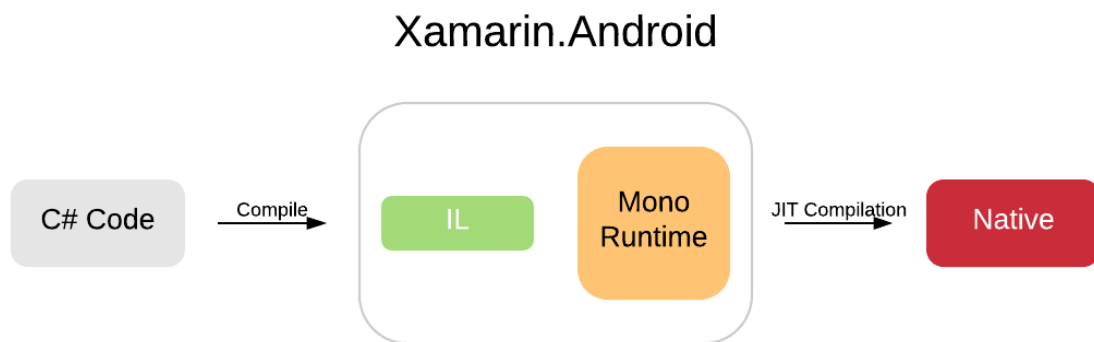 Xamarin.Android
C# Code
Compile
IL
Mono
Runtime
JIT Compilation
Native